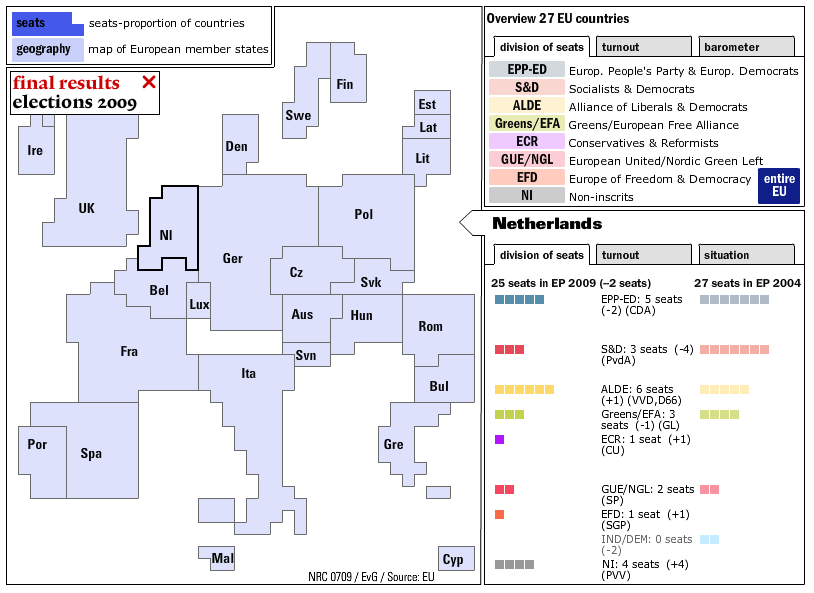 seats seats-proportion of countries
geography map of European member states
final results
elections 2009
Fin
Swe
Est
Lat
Lit
Ire
Den
UK
Nl
Pol
Ger
Cz
Svk
Bel
Lux
Aus
Hun
Rom
Svn
Fra
Ita
Bul
Por
Spa
Gre
Mal
Cyp
NRC 0709 / EvG / Source: EU
Overview 27 EU countries
division of seats turnout barometer
EPP-ED Europ. People's Party & Europ. Democrats
S&D Socialists & Democrats
ALDE Alliance of Liberals & Democrats
Greens/EFA Greens/European Free Alliance
ECR Conservatives & Reformists
GUE/NGL European United/Nordic Green Left
EFD Europe of Freedom & Democracy
NI Non-inscrits
entire
EU
Netherlands
division of seats turnout situation
25 seats in EP 2009 (-2 seats) 27 seats in EP 2004
EPP-ED: 5 seats
(-2) (CDA)
S&D: 3 seats (-4)
(PvdA)
ALDE: 6 seats
(+1) (VVD,D66)
Greens/EFA: 3
seats (-1) (GL)
ECR: 1 seat (+1)
(CU)
GUE/NGL: 2 seats
(SP)
EFD: 1 seat (+1)
(SGP)
IND/DEM: 0 seats
(-2)
NI: 4 seats (+4)
(PVV)